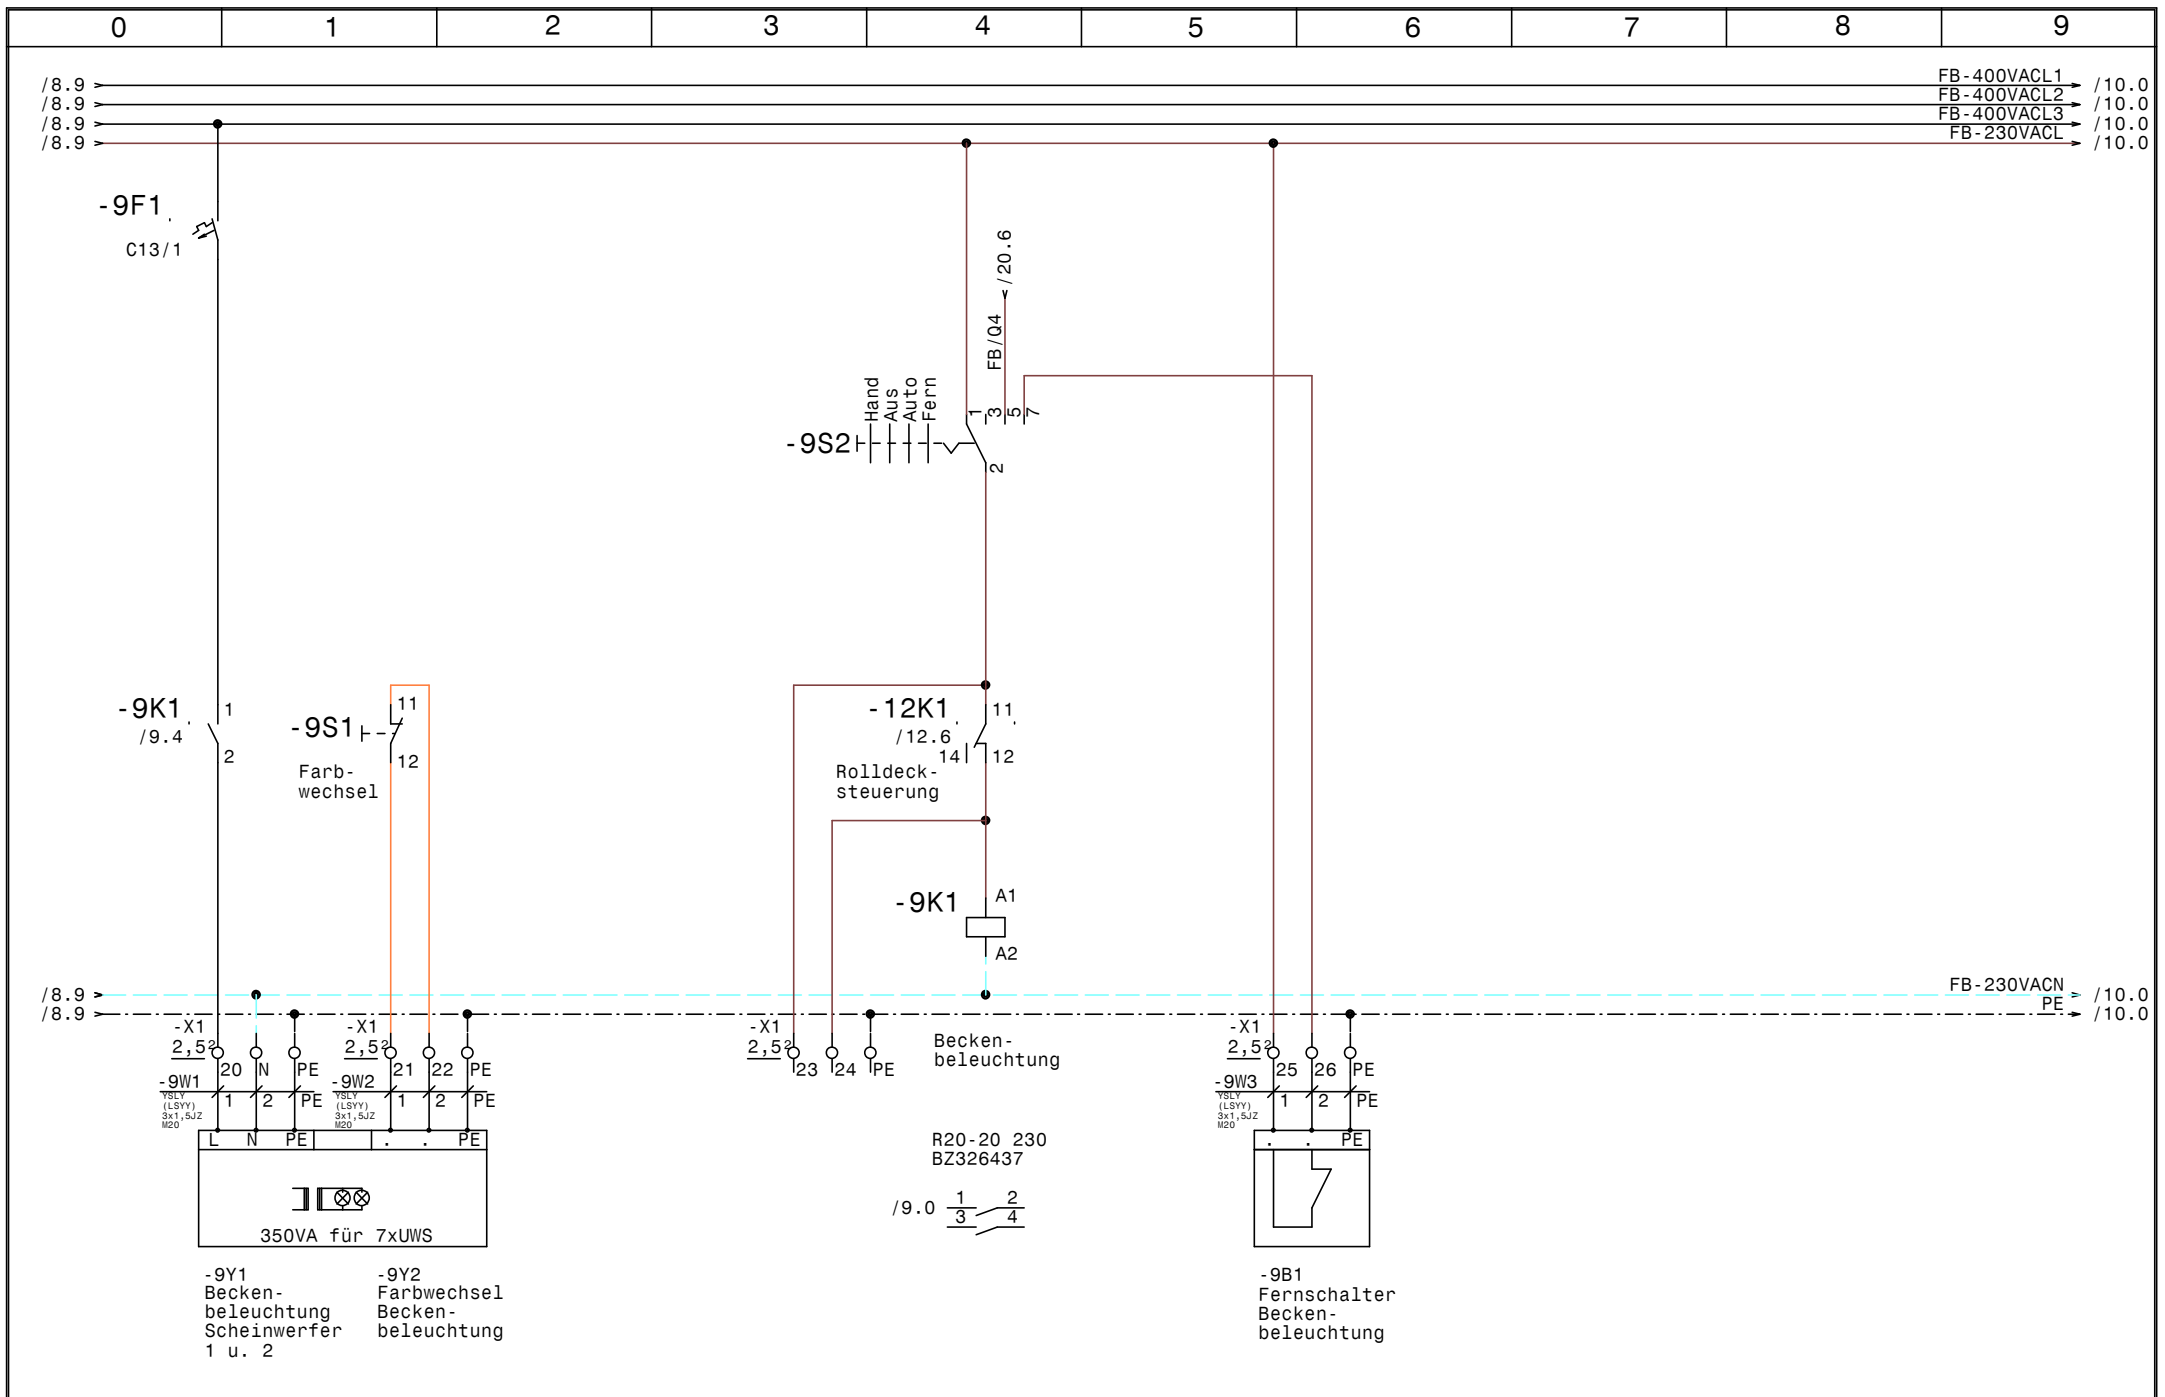 0 1 2 3 4 5 6 7 8 9
/8.9 FB-400VACL1 /10.0
/8.9 FB-400VACL2 /10.0
/8.9 FB-400VACL3 /10.0
/8.9 FB-230VACL /10.0
-9F1
C13/1
/20.6
FB/Q4
Hand
Aus
Auto
Fern
1
3
5
7
-9S2
2
-9K1
/9.4
1
2
-9S1
11
12
Farb-
wechsel
-12K1
/12.6
11
14
12
Rolldeck-
steuerung
-9K1
A1
A2
/8.9 FB-230VACN /10.0
/8.9 PE /10.0
-X1
2,5²
20 N PE
-9W1
YSLY
(LSYY)
3x1,5JZ
M20
1 2 PE
L N PE
-X1
2,5²
21 22 PE
-9W2
YSLY
(LSYY)
3x1,5JZ
M20
1 2 PE
. . PE
350VA für 7xUWS
-9Y1
Becken-
beleuchtung
Scheinwerfer
1 u. 2
-9Y2
Farbwechsel
Becken-
beleuchtung
-X1
2,5²
23 24 PE
Becken-
beleuchtung
R20-20 230
BZ326437
/9.0
1 2
3 4
-X1
2,5²
25 26 PE
-9W3
YSLY
(LSYY)
3x1,5JZ
M20
1 2 PE
. . PE
-9B1
Fernschalter
Becken-
beleuchtung